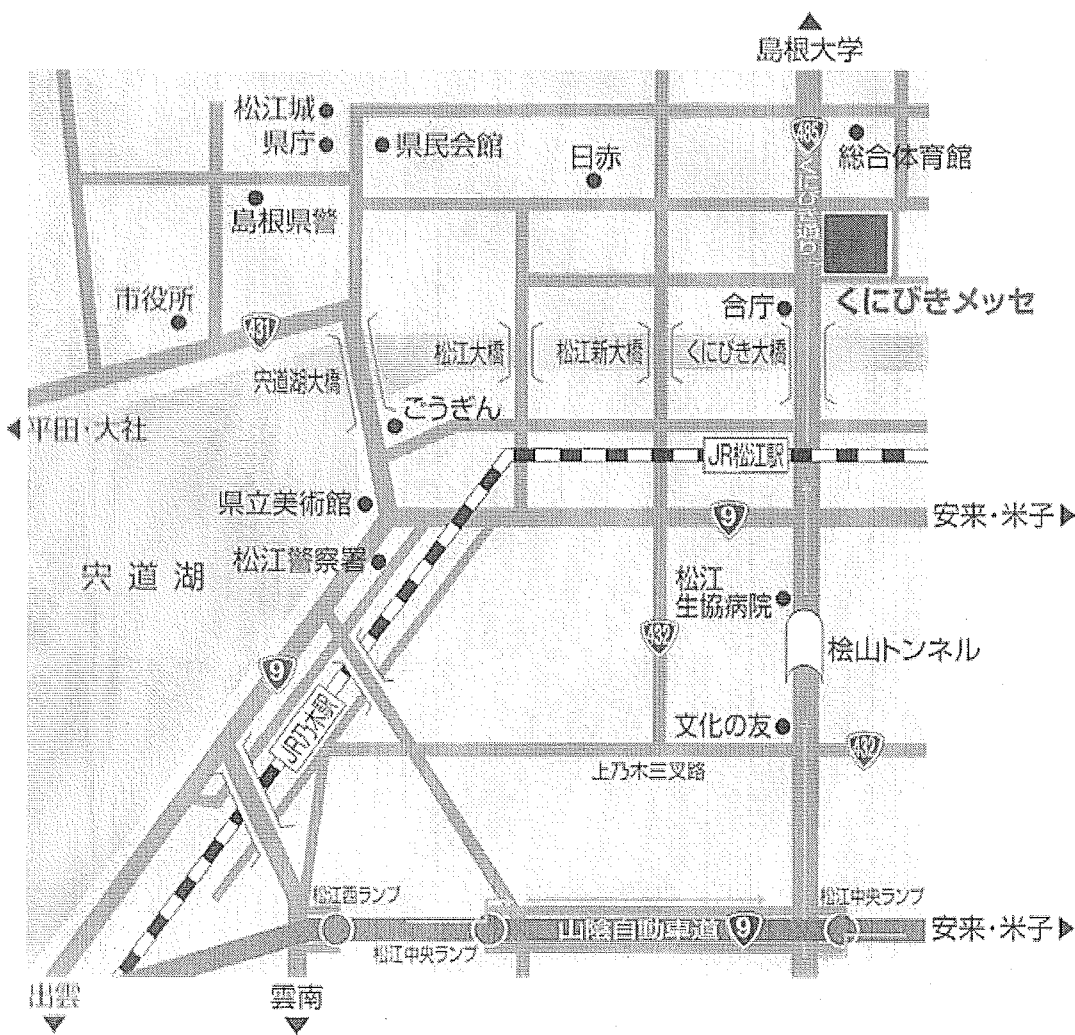 島根大学
松江城
県庁
県民会館
日赤
485
総合体育館
島根県警
くにびき道路
市役所
合庁
くにびきメッセ
431
宍道湖大橋
松江大橋
松江新大橋
くにびき大橋
ごうぎん
平田・大社
JR松江駅
県立美術館
9
安来・米子
松江警察署
宍道湖
松江
生協病院
432
桧山トンネル
9
JR乃木駅
文化の友
432
上乃木三叉路
松江西ランプ
松江中央ランプ
山陰自動車道
9
安来・米子
松江中央ランプ
出雲
雲南